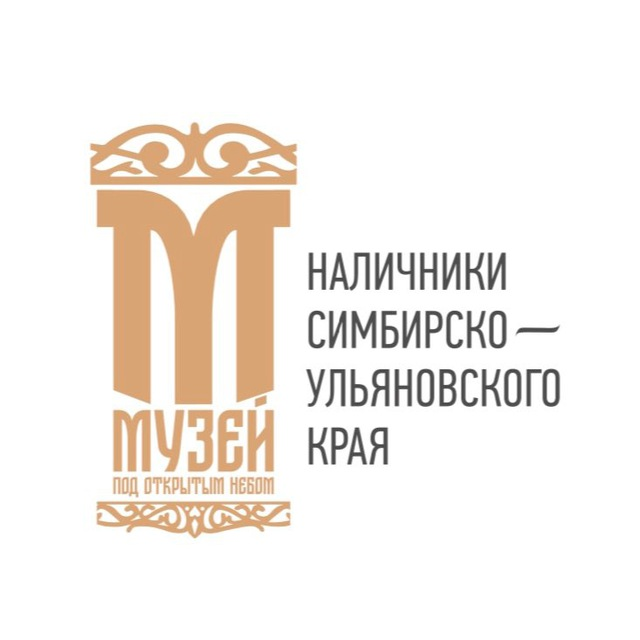 М
МУЗЕЙ
ПОД ОТКРЫТЫМ НЕБОМ
НАЛИЧНИКИ
СИМБИРСКО—
УЛЬЯНОВСКОГО
КРАЯ